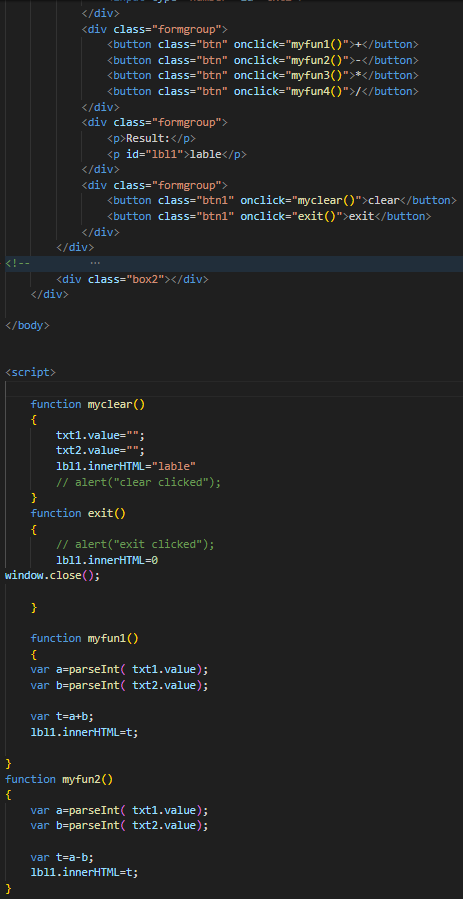 </div>
<div class="formgroup">
<button class="btn" onclick="myfun1()">+</button>
<button class="btn" onclick="myfun2()">-</button>
<button class="btn" onclick="myfun3()">*</button>
<button class="btn" onclick="myfun4()">/</button>
</div>
<div class="formgroup">
<p>Result:</p>
<p id="lbl1">lable</p>
</div>
<div class="formgroup">
<button class="btn1" onclick="myclear()">clear</button>
<button class="btn1" onclick="exit()">exit</button>
</div>
</div>
<!-- ...
<div class="box2"></div>
</div>
</body>
<script>
function myclear()
{
txt1.value="";
txt2.value="";
lbl1.innerHTML="lable"
// alert("clear clicked");
}
function exit()
{
// alert("exit clicked");
lbl1.innerHTML=0
window.close();
}
function myfun1()
{
var a=parseInt( txt1.value);
var b=parseInt( txt2.value);
var t=a+b;
lbl1.innerHTML=t;
}
function myfun2()
{
var a=parseInt( txt1.value);
var b=parseInt( txt2.value);
var t=a-b;
lbl1.innerHTML=t;
}